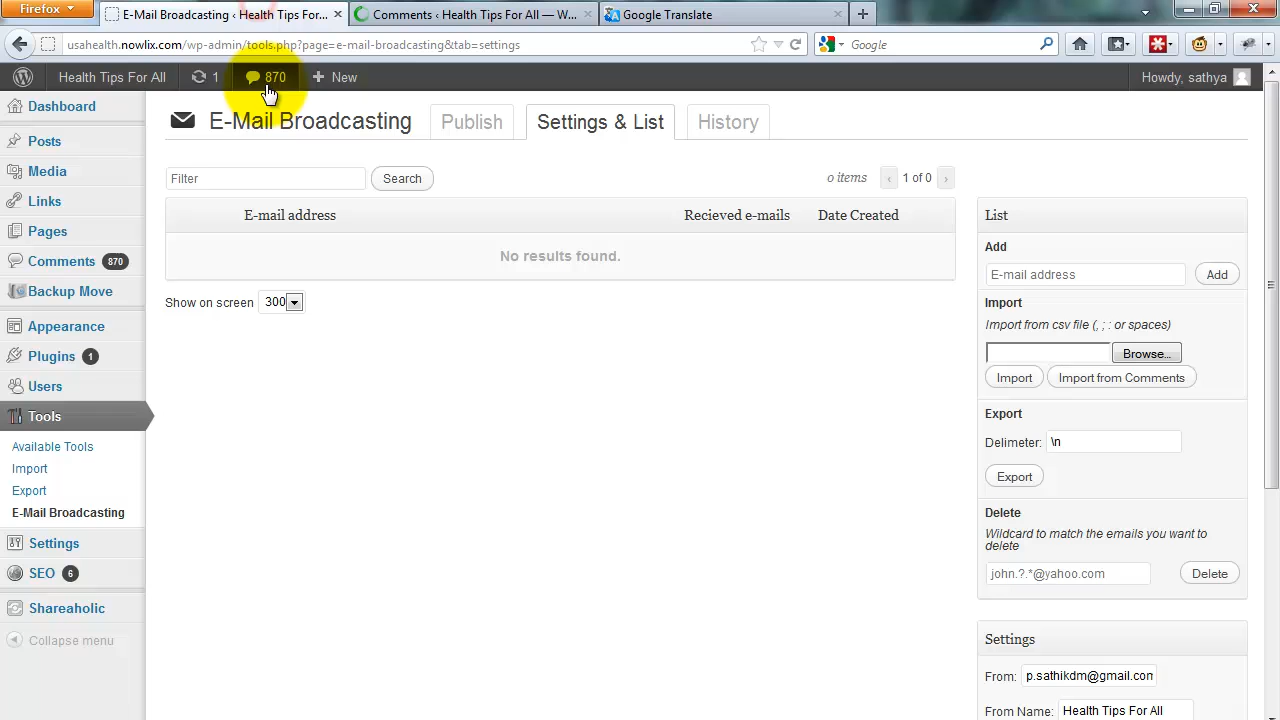 Firefox
E-Mail Broadcasting ‹ Health Tips For...
Comments ‹ Health Tips For All — W...
Google Translate
usahealth.nowlix.com/wp-admin/tools.php?page=e-mail-broadcasting&tab=settings
Google
Health Tips For All
1
870
New
Howdy, sathya
Dashboard
Posts
Media
Links
Pages
Comments 870
Backup Move
Appearance
Plugins 1
Users
Tools
Available Tools
Import
Export
E-Mail Broadcasting
Settings
SEO 6
Shareaholic
Collapse menu
E-Mail Broadcasting
Publish
Settings & List
History
Filter
Search
0 items
‹
1 of 0
›
E-mail address
Recieved e-mails
Date Created
No results found.
Show on screen 300
List
Add
E-mail address
Add
Import
Import from csv file (, ; : or spaces)
Browse...
Import
Import from Comments
Export
Delimeter: \n
Export
Delete
Wildcard to match the emails you want to
delete
john.?.*@yahoo.com
Delete
Settings
From: p.sathikdm@gmail.com
From Name: Health Tips For All